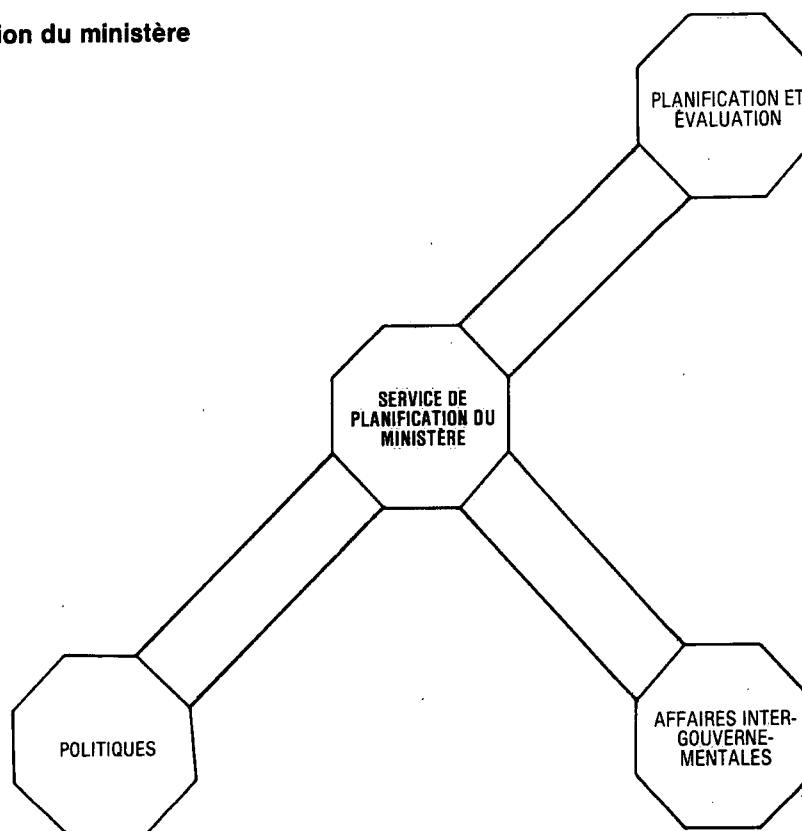 ion du ministère
PLANIFICATION ET
ÉVALUATION
SERVICE DE
PLANIFICATION DU
MINISTÈRE
POLITIQUES
AFFAIRES INTER-
GOUVERNE-
MENTALES